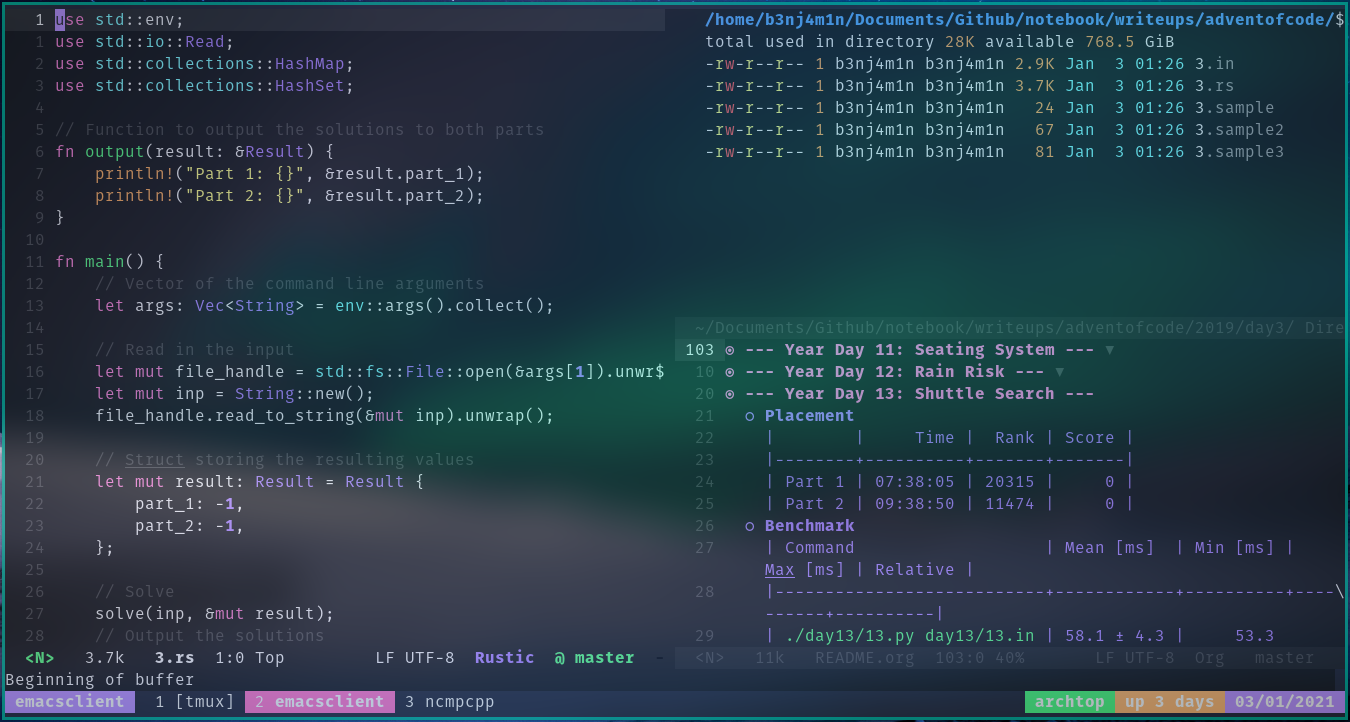 1 use std::env;
1 use std::io::Read;
2 use std::collections::HashMap;
3 use std::collections::HashSet;
4
5 // Function to output the solutions to both parts
6 fn output(result: &Result) {
7     println!("Part 1: {}", &result.part_1);
8     println!("Part 2: {}", &result.part_2);
9 }
10
11 fn main() {
12     // Vector of the command line arguments
13     let args: Vec<String> = env::args().collect();
14
15     // Read in the input
16     let mut file_handle = std::fs::File::open(&args[1]).unwr$
17     let mut inp = String::new();
18     file_handle.read_to_string(&mut inp).unwrap();
19
20     // Struct storing the resulting values
21     let mut result: Result = Result {
22         part_1: -1,
23         part_2: -1,
24     };
25
26     // Solve
27     solve(inp, &mut result);
28     // Output the solutions
<N>   3.7k   3.rs  1:0 Top         LF UTF-8  Rustic  @ master  -
/home/b3nj4m1n/Documents/Github/notebook/writeups/adventofcode/$
total used in directory 28K available 768.5 GiB
-rw-r--r-- 1 b3nj4m1n b3nj4m1n 2.9K Jan  3 01:26 3.in
-rw-r--r-- 1 b3nj4m1n b3nj4m1n 3.7K Jan  3 01:26 3.rs
-rw-r--r-- 1 b3nj4m1n b3nj4m1n   24 Jan  3 01:26 3.sample
-rw-r--r-- 1 b3nj4m1n b3nj4m1n   67 Jan  3 01:26 3.sample2
-rw-r--r-- 1 b3nj4m1n b3nj4m1n   81 Jan  3 01:26 3.sample3
~/Documents/Github/notebook/writeups/adventofcode/2019/day3/ Dire
103 ⊙ --- Year Day 11: Seating System --- ▼
10 ⊙ --- Year Day 12: Rain Risk --- ▼
20 ⊙ --- Year Day 13: Shuttle Search ---
21   ○ Placement
22     |        |     Time |  Rank | Score |
23     |--------+----------+-------+-------|
24     | Part 1 | 07:38:05 | 20315 |     0 |
25     | Part 2 | 09:38:50 | 11474 |     0 |
26   ○ Benchmark
27     | Command                   | Mean [ms]  | Min [ms] |
Max [ms] | Relative |
28     |---------------------------+------------+----------+----\
------+----------|
29     | ./day13/13.py day13/13.in | 58.1 ± 4.3 |     53.3
<N>   11k   README.org  103:0 40%       LF UTF-8  Org   master
Beginning of buffer
emacsclient  1 [tmux]  2 emacsclient  3 ncmpcpp  archtop  up 3 days  03/01/2021